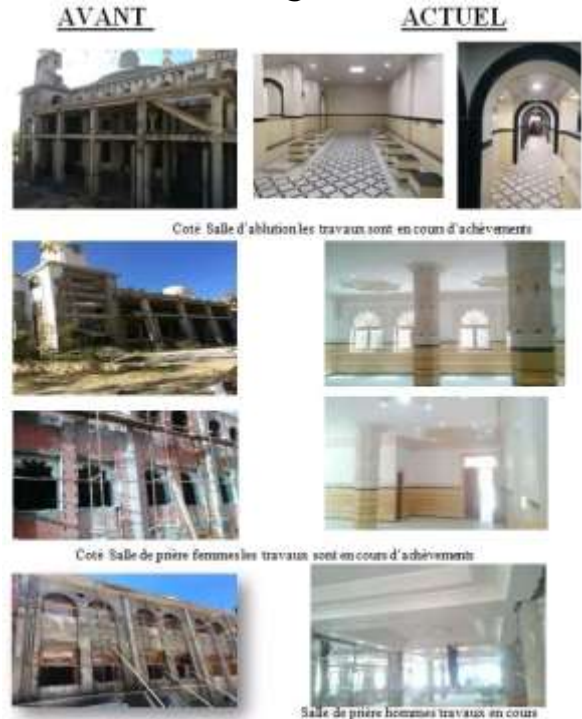 AVANT
ACTUEL
Coté Salle d'ablution les travaux sont en cours d'achèvements
Coté Salle de prière femmes les travaux sont en cours d'achèvements
Salle de prière hommes travaux en cours